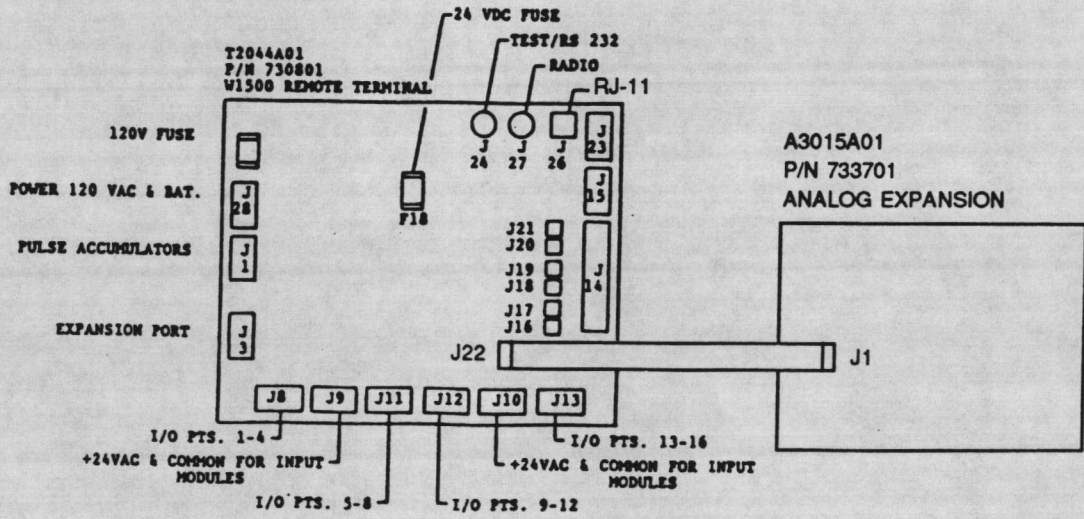 24 VDC FUSE
TEST/RS 232
RADIO
RJ-11
T2044A01
P/N 730801
W1500 REMOTE TERMINAL
120V FUSE
J
24
J
27
J
26
J
23
POWER 120 VAC & BAT.
J
28
F18
J
15
A3015A01
P/N 733701
ANALOG EXPANSION
PULSE ACCUMULATORS
J
1
J21
J20
J19
J18
J17
J16
J
14
EXPANSION PORT
J
3
J22
J1
J8
J9
J11
J12
J10
J13
I/O PTS. 1-4
I/O PTS. 13-16
+24VAC & COMMON FOR INPUT
MODULES
+24VAC & COMMON FOR INPUT
MODULES
I/O PTS. 5-8
I/O PTS. 9-12